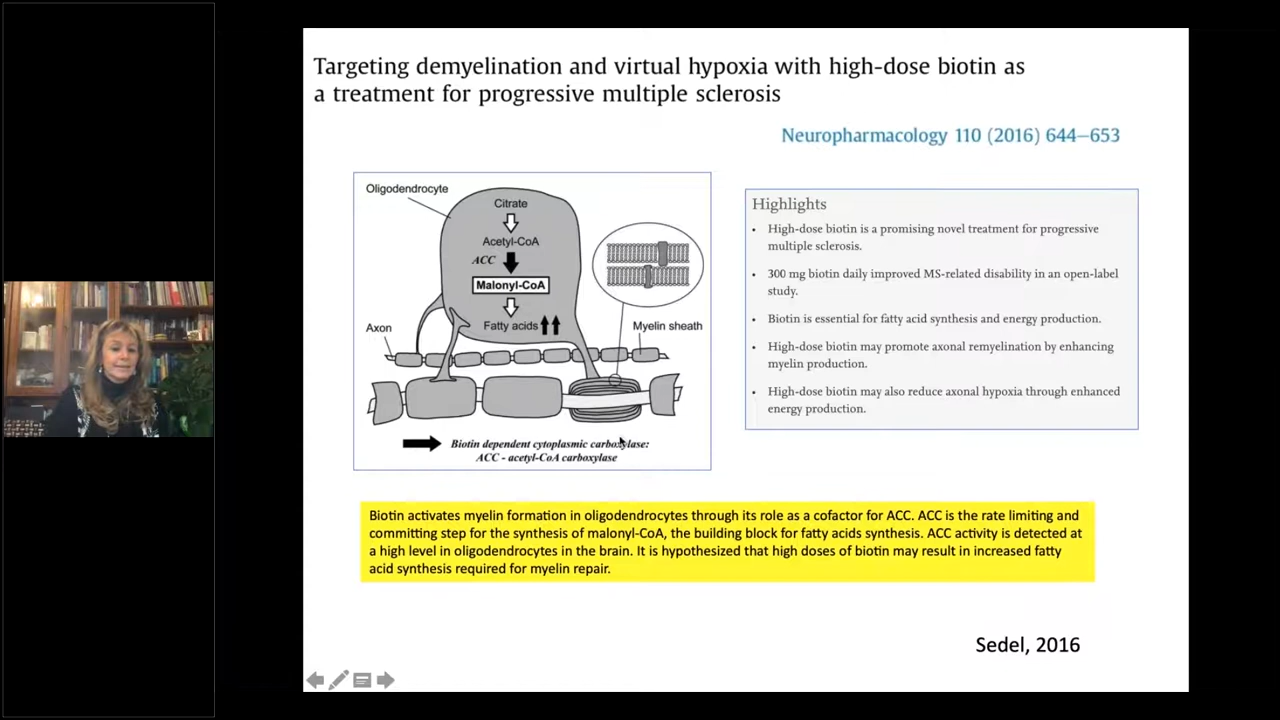 Targeting demyelination and virtual hypoxia with high-dose biotin as
a treatment for progressive multiple sclerosis
Neuropharmacology 110 (2016) 644–653
Oligodendrocyte
Citrate
Acetyl-CoA
ACC
Malonyl-CoA
Fatty acids
Axon
Myelin sheath
Biotin dependent cytoplasmic carboxylase:
ACC - acetyl-CoA carboxylase
Highlights
• High-dose biotin is a promising novel treatment for progressive
multiple sclerosis.
• 300 mg biotin daily improved MS-related disability in an open-label
study.
• Biotin is essential for fatty acid synthesis and energy production.
• High-dose biotin may promote axonal remyelination by enhancing
myelin production.
• High-dose biotin may also reduce axonal hypoxia through enhanced
energy production.
Biotin activates myelin formation in oligodendrocytes through its role as a cofactor for ACC. ACC is the rate limiting and
committing step for the synthesis of malonyl-CoA, the building block for fatty acids synthesis. ACC activity is detected at
a high level in oligodendrocytes in the brain. It is hypothesized that high doses of biotin may result in increased fatty
acid synthesis required for myelin repair.
Sedel, 2016